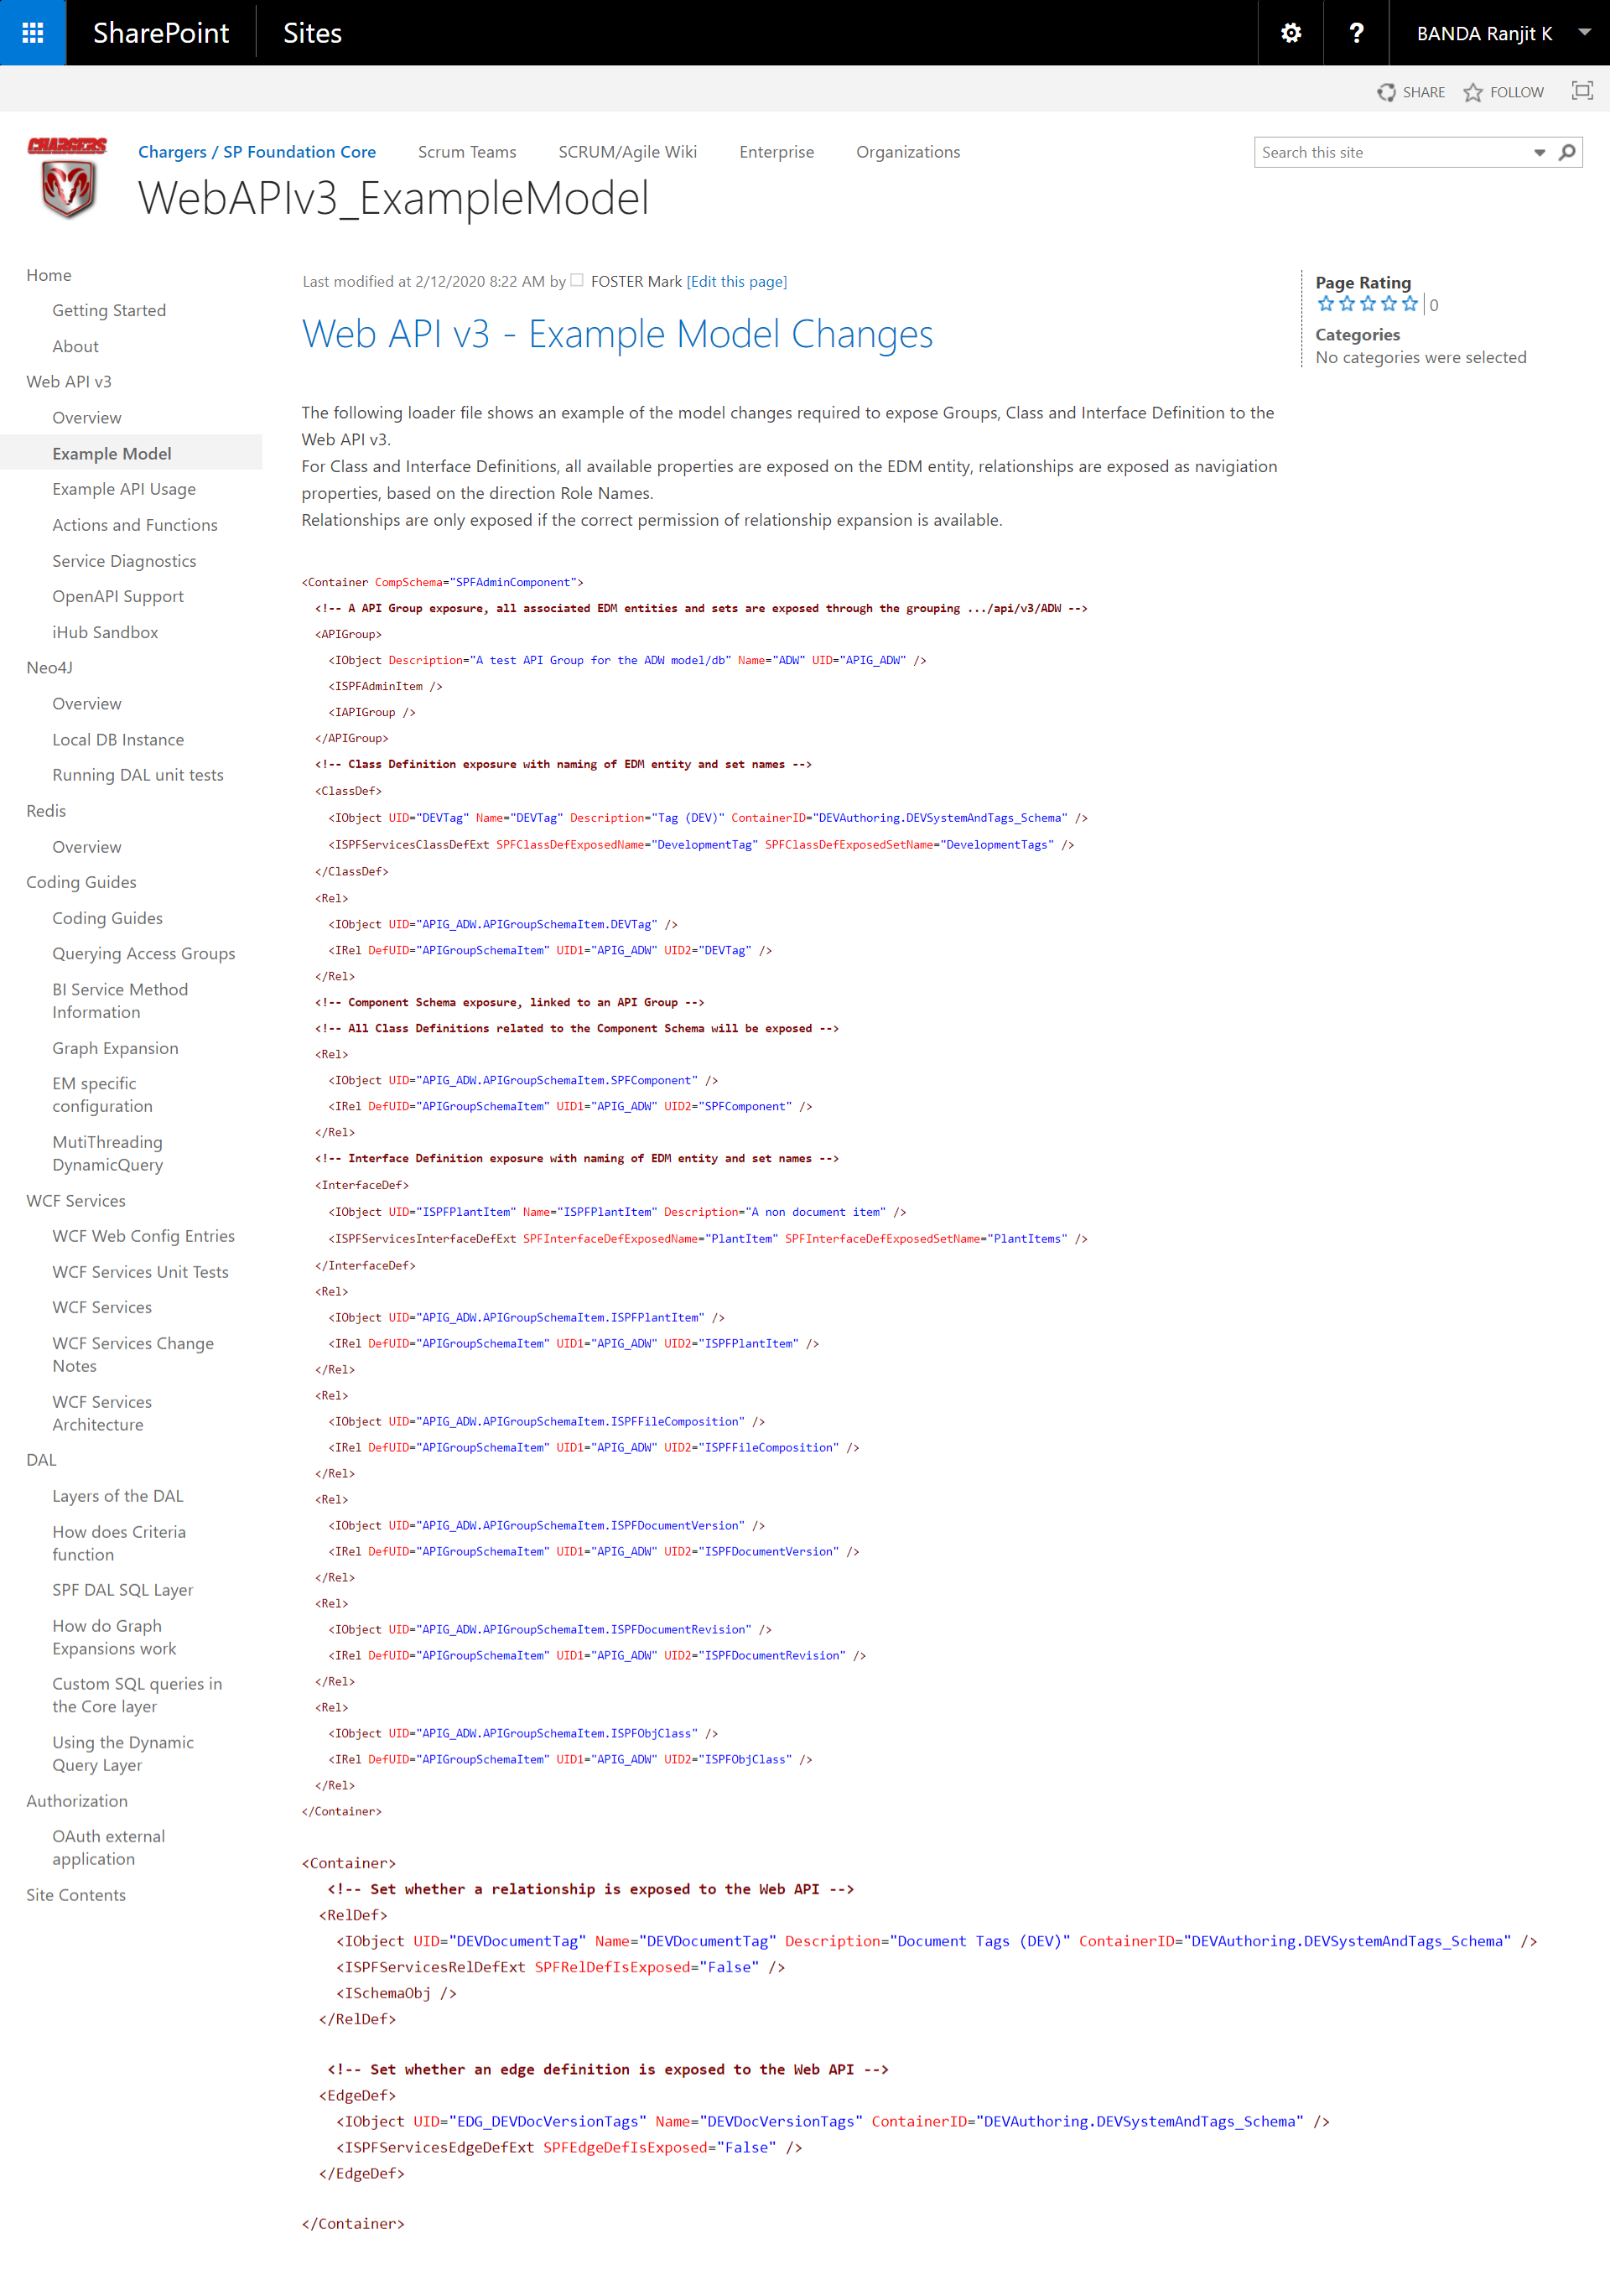 SharePoint
Sites
?
BANDA Ranjit K
SHARE
FOLLOW
CHARGERS
Chargers / SP Foundation Core
Scrum Teams
SCRUM/Agile Wiki
Enterprise
Organizations
Search this site
WebAPIv3_ExampleModel
Home
Getting Started
About
Web API v3
Overview
Example Model
Example API Usage
Actions and Functions
Service Diagnostics
OpenAPI Support
iHub Sandbox
Neo4J
Overview
Local DB Instance
Running DAL unit tests
Redis
Overview
Coding Guides
Coding Guides
Querying Access Groups
BI Service Method
Information
Graph Expansion
EM specific
configuration
MutiThreading
DynamicQuery
WCF Services
WCF Web Config Entries
WCF Services Unit Tests
WCF Services
WCF Services Change
Notes
WCF Services
Architecture
DAL
Layers of the DAL
How does Criteria
function
SPF DAL SQL Layer
How do Graph
Expansions work
Custom SQL queries in
the Core layer
Using the Dynamic
Query Layer
Authorization
OAuth external
application
Site Contents
Last modified at 2/12/2020 8:22 AM by FOSTER Mark [Edit this page]
Web API v3 - Example Model Changes
The following loader file shows an example of the model changes required to expose Groups, Class and Interface Definition to the
Web API v3.
For Class and Interface Definitions, all available properties are exposed on the EDM entity, relationships are exposed as navigiation
properties, based on the direction Role Names.
Relationships are only exposed if the correct permission of relationship expansion is available.
<Container CompSchema="SPFAdminComponent">
<!-- A API Group exposure, all associated EDM entities and sets are exposed through the grouping .../api/v3/ADW -->
<APIGroup>
<IObject Description="A test API Group for the ADW model/db" Name="ADW" UID="APIG_ADW" />
<ISPFAdminItem />
<IAPIGroup />
</APIGroup>
<!-- Class Definition exposure with naming of EDM entity and set names -->
<ClassDef>
<IObject UID="DEVTag" Name="DEVTag" Description="Tag (DEV)" ContainerID="DEVAuthoring.DEVSystemAndTags_Schema" />
<ISPFServicesClassDefExt SPFClassDefExposedName="DevelopmentTag" SPFClassDefExposedSetName="DevelopmentTags" />
</ClassDef>
<Rel>
<IObject UID="APIG_ADW.APIGroupSchemaItem.DEVTag" />
<IRel DefUID="APIGroupSchemaItem" UID1="APIG_ADW" UID2="DEVTag" />
</Rel>
<!-- Component Schema exposure, linked to an API Group -->
<!-- All Class Definitions related to the Component Schema will be exposed -->
<Rel>
<IObject UID="APIG_ADW.APIGroupSchemaItem.SPFComponent" />
<IRel DefUID="APIGroupSchemaItem" UID1="APIG_ADW" UID2="SPFComponent" />
</Rel>
<!-- Interface Definition exposure with naming of EDM entity and set names -->
<InterfaceDef>
<IObject UID="ISPFPlantItem" Name="ISPFPlantItem" Description="A non document item" />
<ISPFServicesInterfaceDefExt SPFInterfaceDefExposedName="PlantItem" SPFInterfaceDefExposedSetName="PlantItems" />
</InterfaceDef>
<Rel>
<IObject UID="APIG_ADW.APIGroupSchemaItem.ISPFPlantItem" />
<IRel DefUID="APIGroupSchemaItem" UID1="APIG_ADW" UID2="ISPFPlantItem" />
</Rel>
<Rel>
<IObject UID="APIG_ADW.APIGroupSchemaItem.ISPFFileComposition" />
<IRel DefUID="APIGroupSchemaItem" UID1="APIG_ADW" UID2="ISPFFileComposition" />
</Rel>
<Rel>
<IObject UID="APIG_ADW.APIGroupSchemaItem.ISPFDocumentVersion" />
<IRel DefUID="APIGroupSchemaItem" UID1="APIG_ADW" UID2="ISPFDocumentVersion" />
</Rel>
<Rel>
<IObject UID="APIG_ADW.APIGroupSchemaItem.ISPFDocumentRevision" />
<IRel DefUID="APIGroupSchemaItem" UID1="APIG_ADW" UID2="ISPFDocumentRevision" />
</Rel>
<Rel>
<IObject UID="APIG_ADW.APIGroupSchemaItem.ISPFObjClass" />
<IRel DefUID="APIGroupSchemaItem" UID1="APIG_ADW" UID2="ISPFObjClass" />
</Rel>
</Container>
<Container>
<!-- Set whether a relationship is exposed to the Web API -->
<RelDef>
<IObject UID="DEVDocumentTag" Name="DEVDocumentTag" Description="Document Tags (DEV)" ContainerID="DEVAuthoring.DEVSystemAndTags_Schema" />
<ISPFServicesRelDefExt SPFRelDefIsExposed="False" />
<ISchemaObj />
</RelDef>
<!-- Set whether an edge definition is exposed to the Web API -->
<EdgeDef>
<IObject UID="EDG_DEVDocVersionTags" Name="DEVDocVersionTags" ContainerID="DEVAuthoring.DEVSystemAndTags_Schema" />
<ISPFServicesEdgeDefExt SPFEdgeDefIsExposed="False" />
</EdgeDef>
</Container>
Page Rating
0
Categories
No categories were selected